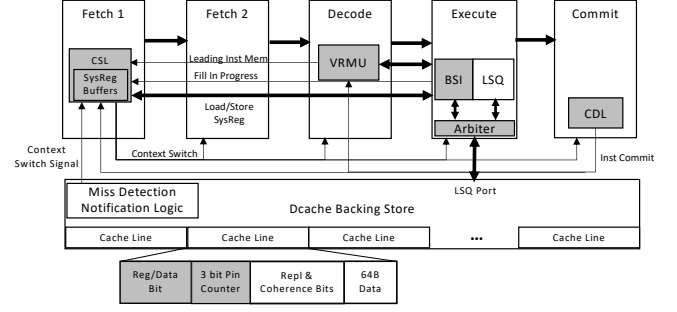 Fetch 1
Fetch 2
Decode
Execute
Commit
CSL
SysReg
Buffers
Leading Inst Mem
Fill In Progress
VRMU
BSI
LSQ
Load/Store
SysReg
Arbiter
CDL
Context
Switch Signal
Context Switch
Inst Commit
LSQ Port
Miss Detection
Notification Logic
Dcache Backing Store
Cache Line
Cache Line
Cache Line
...
Cache Line
Reg/Data
Bit
3 bit Pin
Counter
Repl &
Coherence Bits
64B
Data